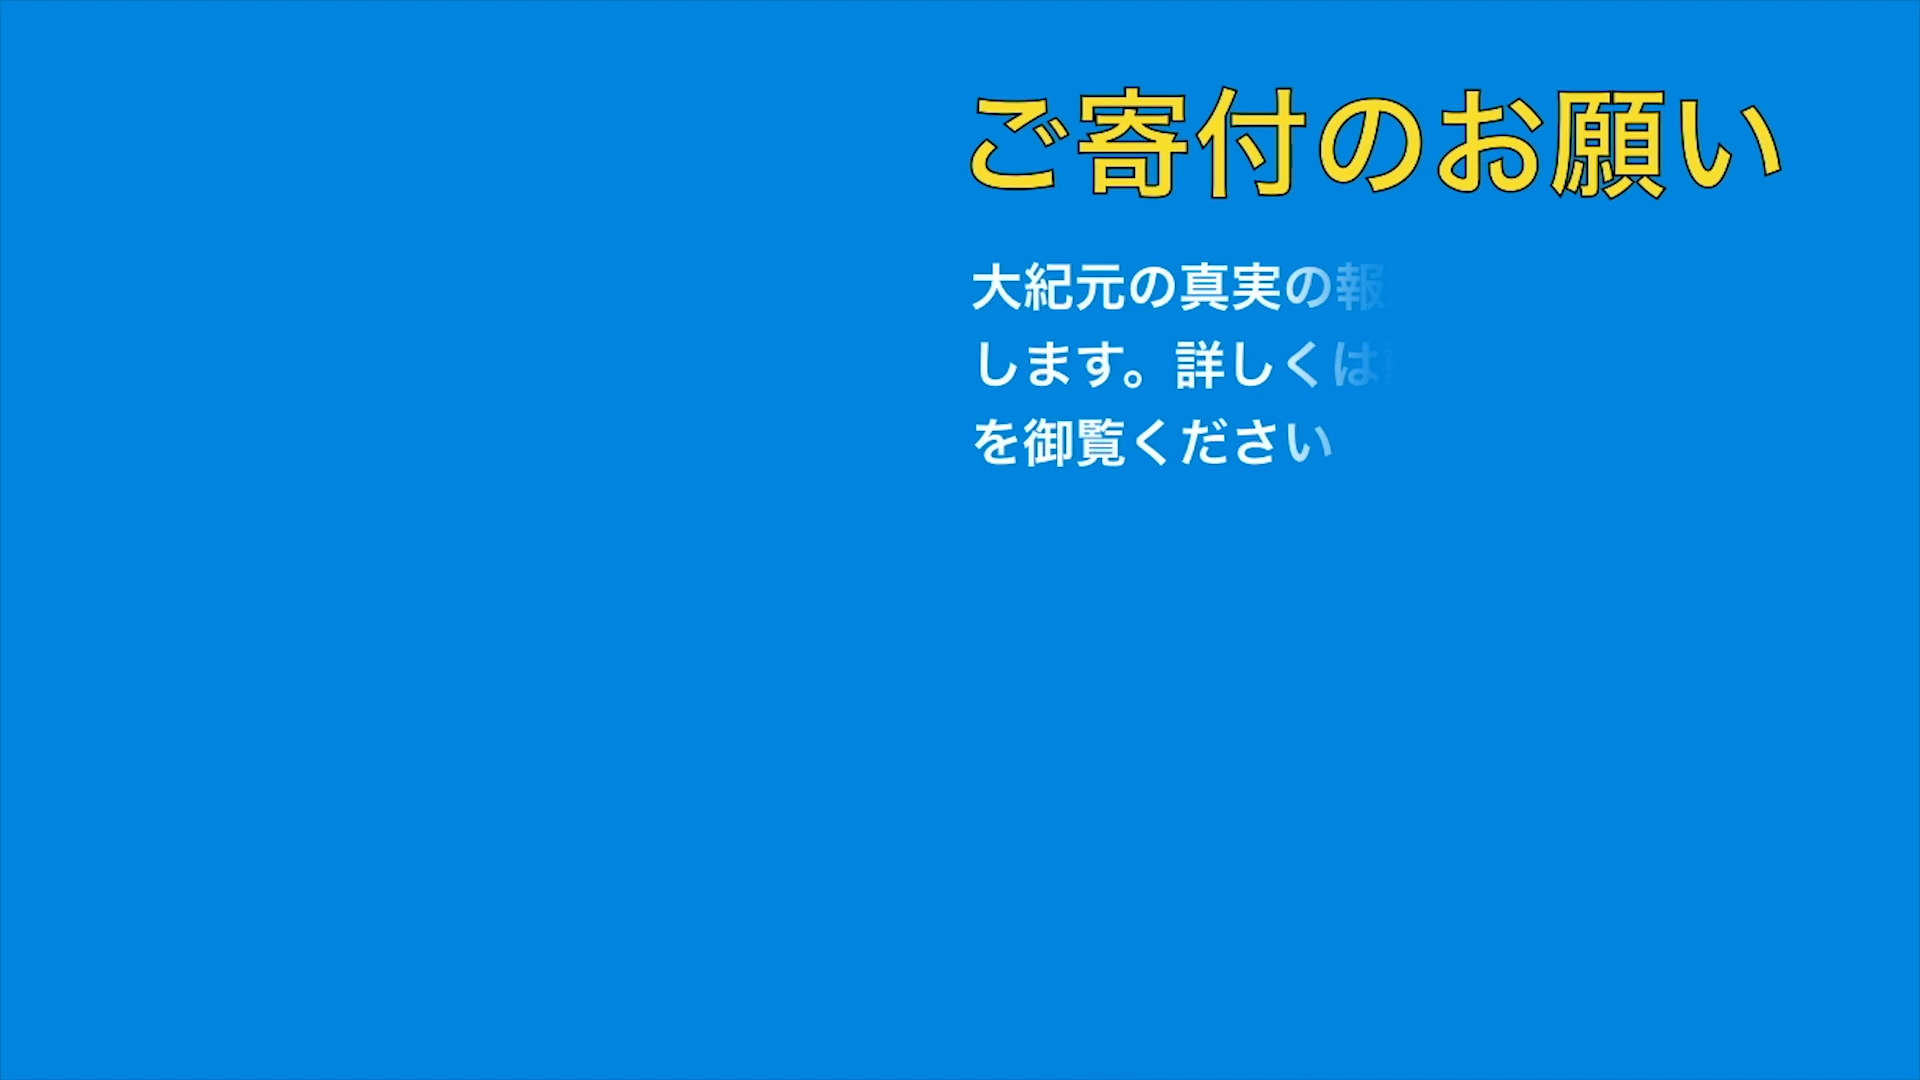 ご寄付のお願い
大紀元の真実の報
します。詳しくは
を御覧ください